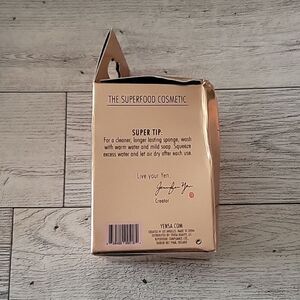 THE SUPERFOOD COSMETIC
SUPER TIP.
For a cleaner, longer lasting sponge, wash
with warm water and mild soap. Squeeze
excess water and let air dry after each use.
Live your Yen.
Creator
YENSA.COM